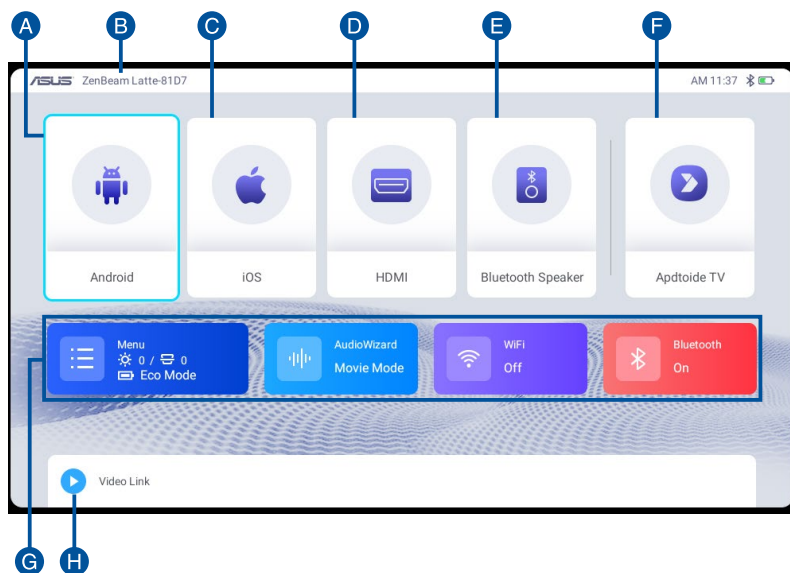 A B C D E F
ASUS ZenBeam Latte-81D7 AM 11:37
Android iOS HDMI Bluetooth Speaker Apdtoide TV
Menu
0 / 0
Eco Mode
AudioWizard
Movie Mode
WiFi
Off
Bluetooth
On
Video Link
G H